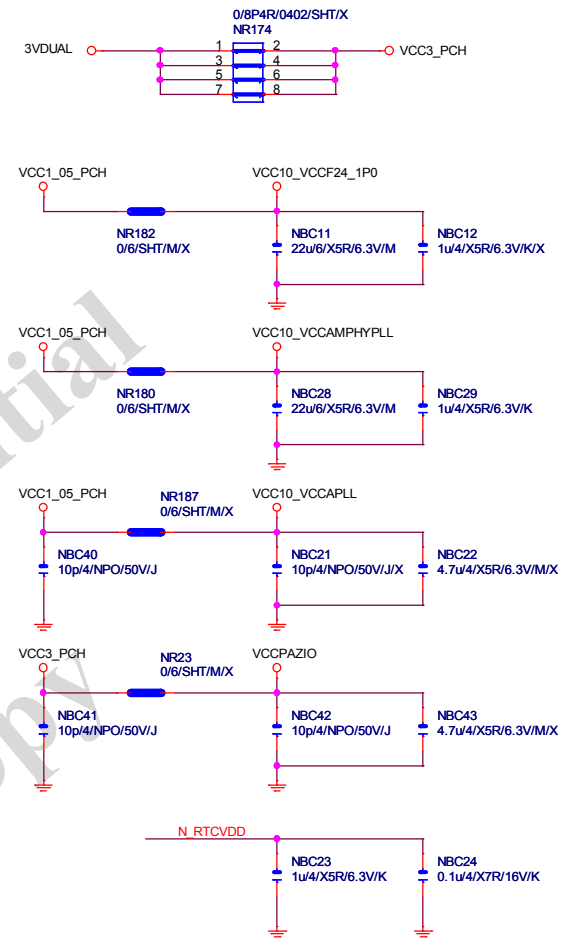 0/8P4R/0402/SHT/X
NR174
3VDUAL
1 2
3 4
5 6
7 8
VCC3_PCH
VCC1_05_PCH
VCC10_VCCF24_1P0
NR182
0/6/SHT/M/X
NBC11
22u/6/X5R/6.3V/M
NBC12
1u/4/X5R/6.3V/K/X
VCC1_05_PCH
VCC10_VCCAMPHYPLL
NR180
0/6/SHT/M/X
NBC28
22u/6/X5R/6.3V/M
NBC29
1u/4/X5R/6.3V/K
VCC1_05_PCH
NR187
0/6/SHT/M/X
VCC10_VCCAPLL
NBC40
10p/4/NPO/50V/J
NBC21
10p/4/NPO/50V/J/X
NBC22
4.7u/4/X5R/6.3V/M/X
VCC3_PCH
NR23
0/6/SHT/M/X
VCCPAZIO
NBC41
10p/4/NPO/50V/J
NBC42
10p/4/NPO/50V/J
NBC43
4.7u/4/X5R/6.3V/M/X
N_RTCVDD
NBC23
1u/4/X5R/6.3V/K
NBC24
0.1u/4/X7R/16V/K